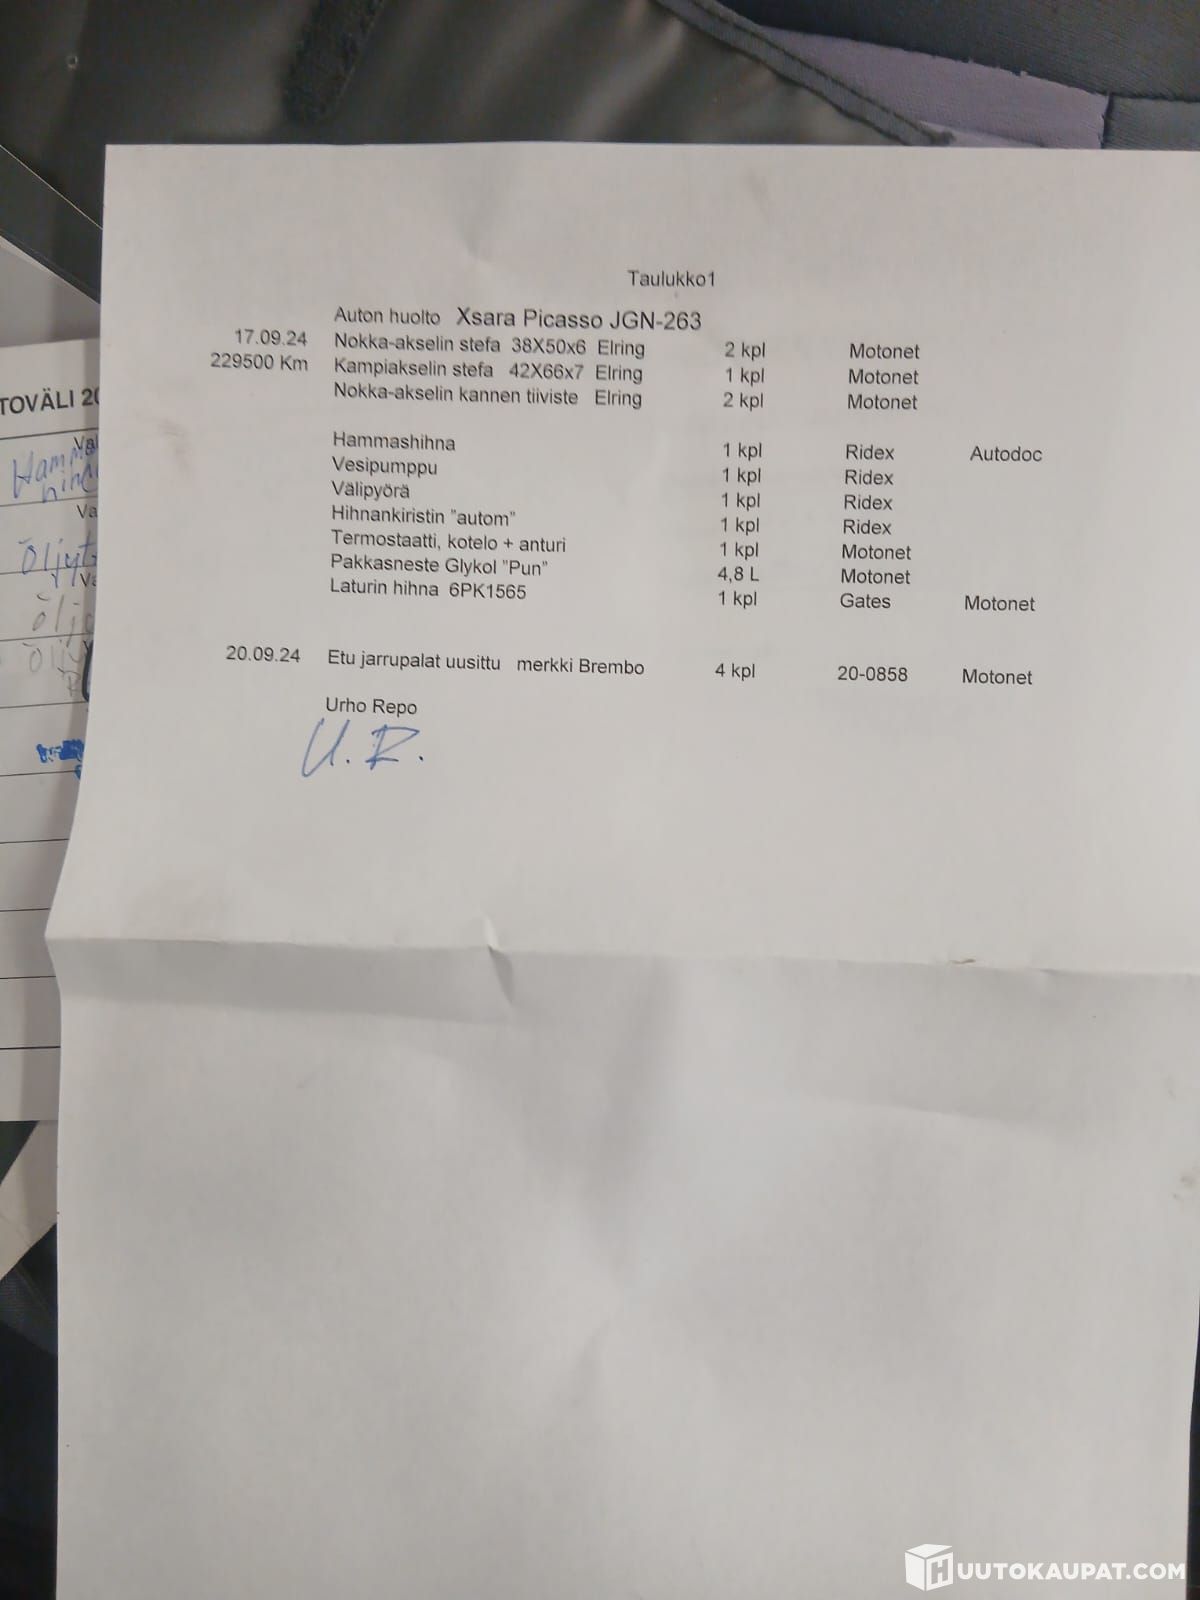 Taulukko1
Auton huolto Xsara Picasso JGN-263
17.09.24 Nokka-akselin stefa 38X50x6 Elring 2 kpl Motonet
229500 Km Kampiakselin stefa 42X66x7 Elring 1 kpl Motonet
Nokka-akselin kannen tiiviste Elring 2 kpl Motonet
Hammashihna 1 kpl Ridex Autodoc
Vesipumppu 1 kpl Ridex
Välipyörä 1 kpl Ridex
Hihnankiristin "autom" 1 kpl Ridex
Termostaatti, kotelo + anturi 1 kpl Motonet
Pakkasneste Glykol "Pun" 4,8 L Motonet
Laturin hihna 6PK1565 1 kpl Gates Motonet
20.09.24 Etu jarrupalat uusittu merkki Brembo 4 kpl 20-0858 Motonet
Urho Repo
U. R.
TOVÄLI 20
HUUTOKAUPAT.COM